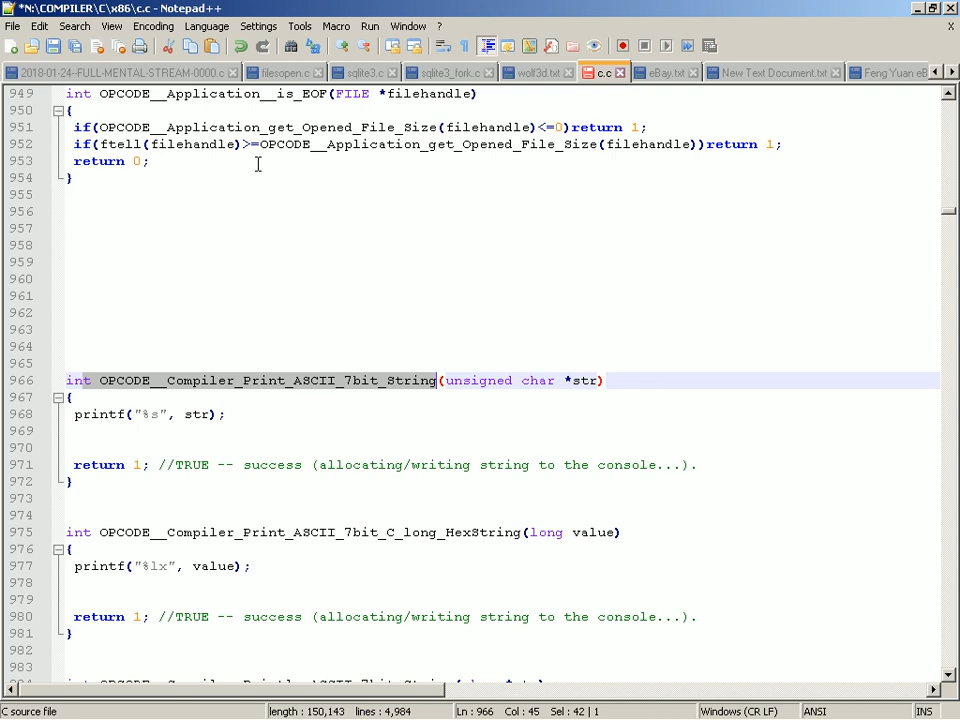 *N:\COMPILER\C\x86\c.c - Notepad++
File Edit Search View Encoding Language Settings Tools Macro Run Window ? X
2018-01-24--FULL-MENTAL-STREAM-0000.c filesopen.c sqlite3.c sqlite3_fork.c wolf3d.txt c.c eBay.txt New Text Document.txt Feng Yuan eB
949 int OPCODE__Application__is_EOF(FILE *filehandle)
950 {
951 if(OPCODE__Application_get_Opened_File_Size(filehandle)<=0)return 1;
952 if(ftell(filehandle)>=OPCODE__Application_get_Opened_File_Size(filehandle))return 1;
953 return 0;
954 }
955
956
957
958
959
960
961
962
963
964
965
966 int OPCODE__Compiler_Print_ASCII_7bit_String(unsigned char *str)
967 {
968 printf("%s", str);
969
970
971 return 1; //TRUE -- success (allocating/writing string to the console...).
972 }
973
974
975 int OPCODE__Compiler_Print_ASCII_7bit_C_long_HexString(long value)
976 {
977 printf("%lx", value);
978
979
980 return 1; //TRUE -- success (allocating/writing string to the console...).
981 }
982
983
length : 150,143 lines : 4,984 Ln : 966 Col : 45 Sel : 42 | 1 Windows (CR LF) ANSI INS